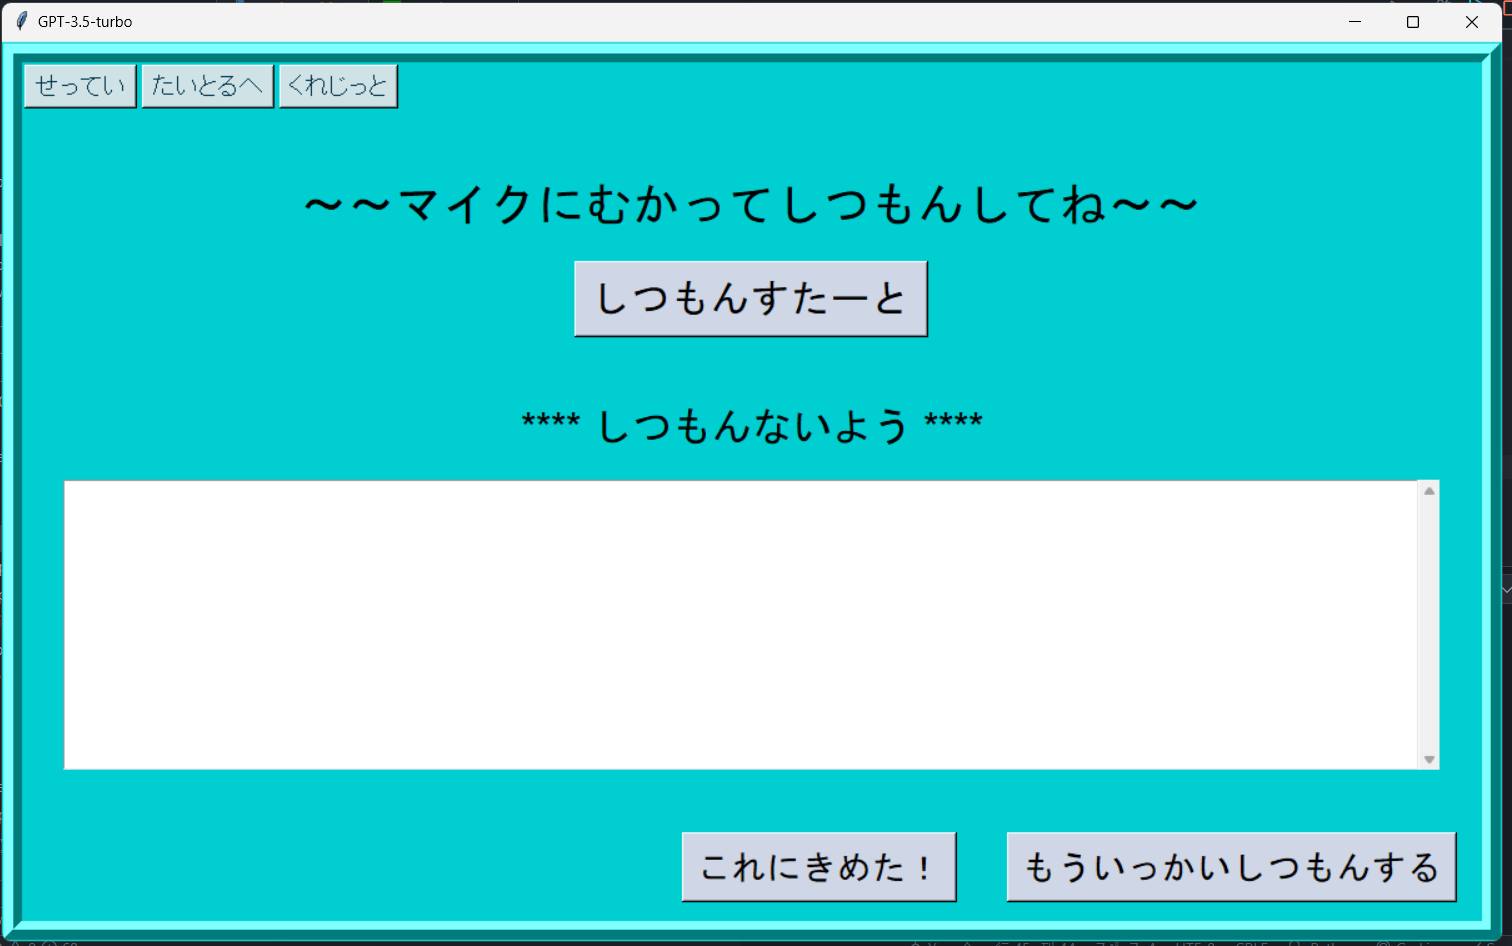 GPT-3.5-turbo
せってい たいとるへ くれじっと
～～マイクにむかってしつもんしてね～～
しつもんすたーと
**** しつもんないよう ****
これにきめた！ もういっかいしつもんする